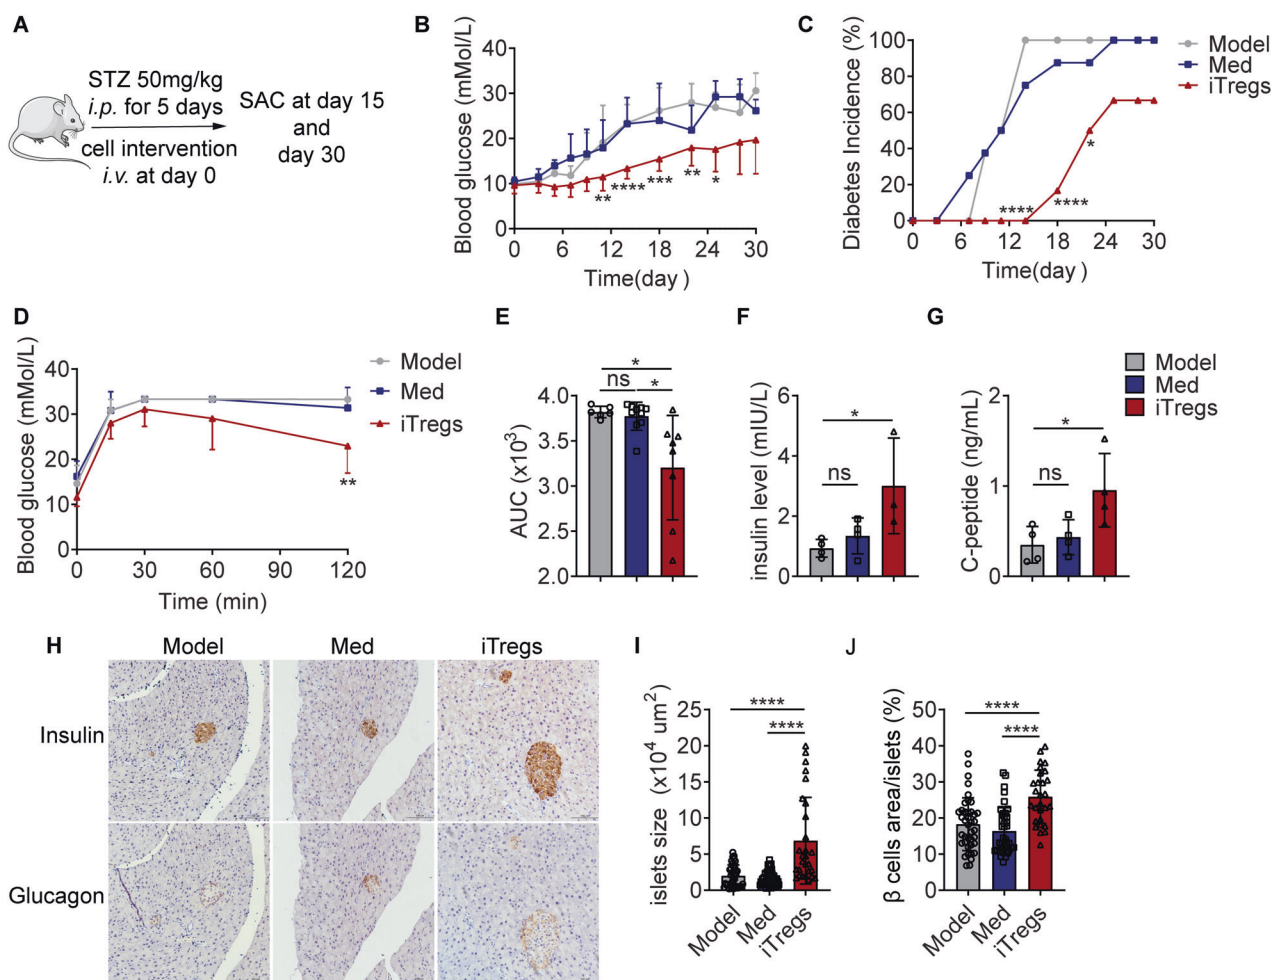 A
STZ 50mg/kg
i.p. for 5 days
cell intervention
i.v. at day 0
SAC at day 15
and
day 30
B
Blood glucose (mMol/L)
40
30
20
10
0
** **** *** ** *
0 6 12 18 24 30
Time(day )
C
Diabetes Incidence (%)
100
80
60
40
20
0
**** **** *
0 6 12 18 24 30
Time(day )
Model
Med
iTregs
D
Blood glucose (mMol/L)
40
30
20
10
0
**
0 30 60 90 120
Time (min)
Model
Med
iTregs
E
AUC (x10³)
4.0
3.5
3.0
2.5
2.0
*
ns *
F
insulin level (mIU/L)
6
4
2
0
*
ns
G
C-peptide (ng/mL)
2
1
0
*
ns
Model
Med
iTregs
H
Model Med iTregs
Insulin
Glucagon
I
islets size (x10⁴ um²)
25
20
15
10
5
0
****
****
Model Med iTregs
J
β cells area/islets (%)
50
40
30
20
10
0
****
****
Model Med iTregs